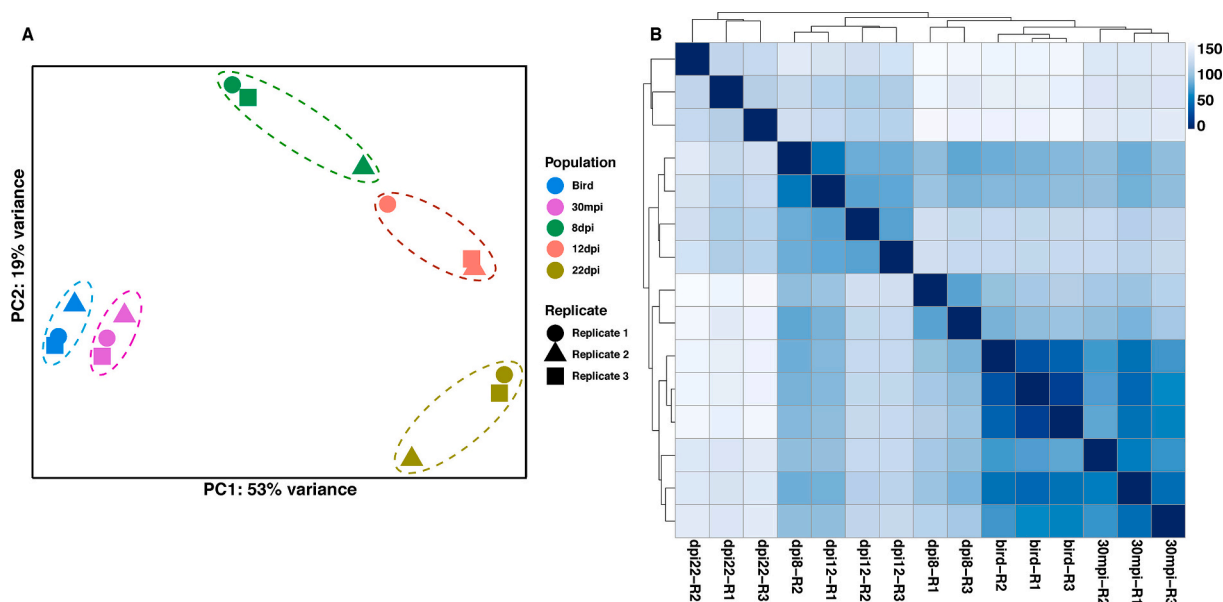 A
PC2: 19% variance
PC1: 53% variance
Population
Bird
30mpi
8dpi
12dpi
22dpi
Replicate
Replicate 1
Replicate 2
Replicate 3
B
150
100
50
0
dpi22-R2
dpi22-R1
dpi22-R3
dpi8-R2
dpi12-R1
dpi12-R2
dpi12-R3
dpi8-R1
dpi8-R3
bird-R2
bird-R1
bird-R3
30mpi-R2
30mpi-R1
30mpi-R3